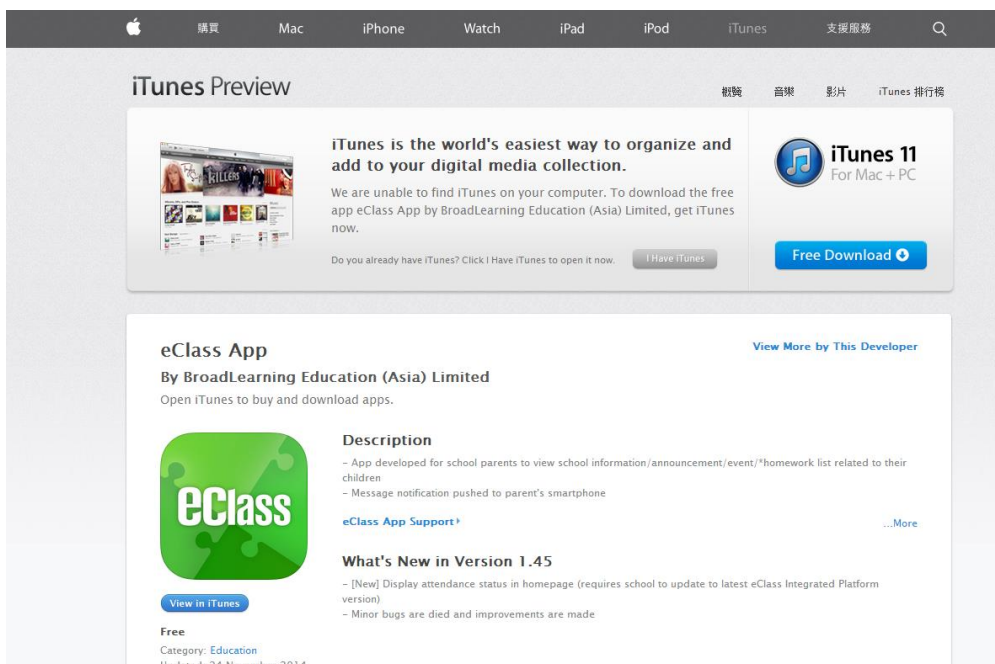 購買 Mac iPhone Watch iPad iPod iTunes 支援服務
iTunes Preview
概覽 音樂 影片 iTunes 排行榜
iTunes is the world's easiest way to organize and
add to your digital media collection.
We are unable to find iTunes on your computer. To download the free
app eClass App by BroadLearning Education (Asia) Limited, get iTunes
now.
Do you already have iTunes? Click I Have iTunes to open it now. I Have iTunes
iTunes 11
For Mac + PC
Free Download
KILLERS
eClass App
View More by This Developer
By BroadLearning Education (Asia) Limited
Open iTunes to buy and download apps.
eClass
View in iTunes
Free
Category: Education
Updated: 24 November 2014
Description
- App developed for school parents to view school information/announcement/event/*homework list related to their
children
- Message notification pushed to parent's smartphone
eClass App Support
...More
What's New in Version 1.45
- [New] Display attendance status in homepage (requires school to update to latest eClass Integrated Platform
version)
- Minor bugs are died and improvements are made